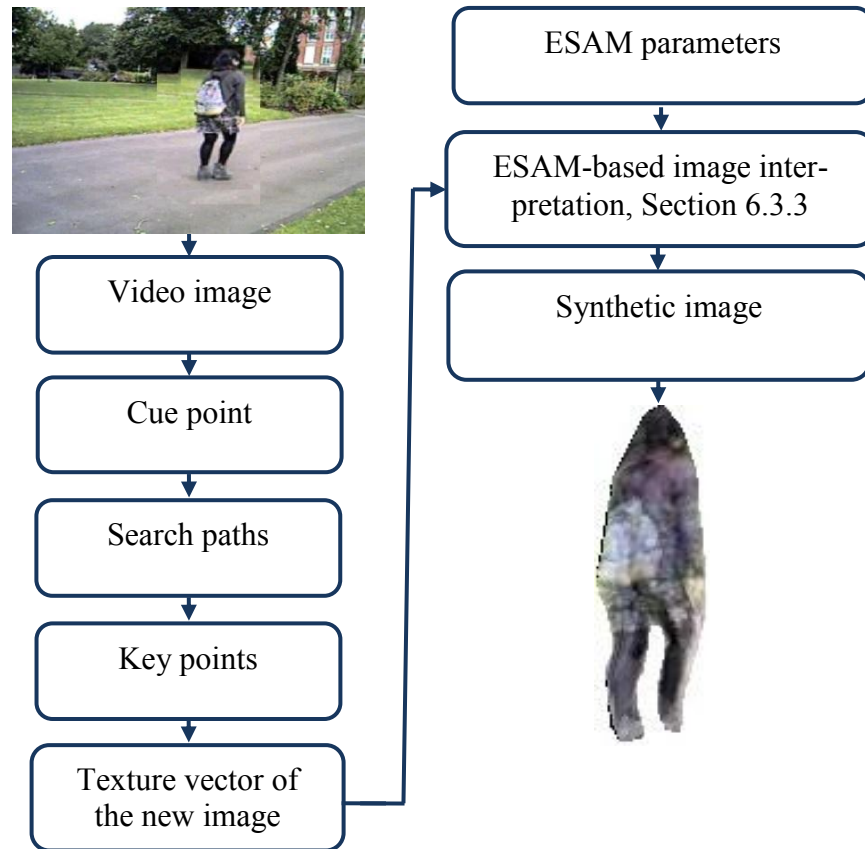 Video image
Cue point
Search paths
Key points
Texture vector of
the new image
ESAM parameters
ESAM-based image inter-
pretation, Section 6.3.3
Synthetic image